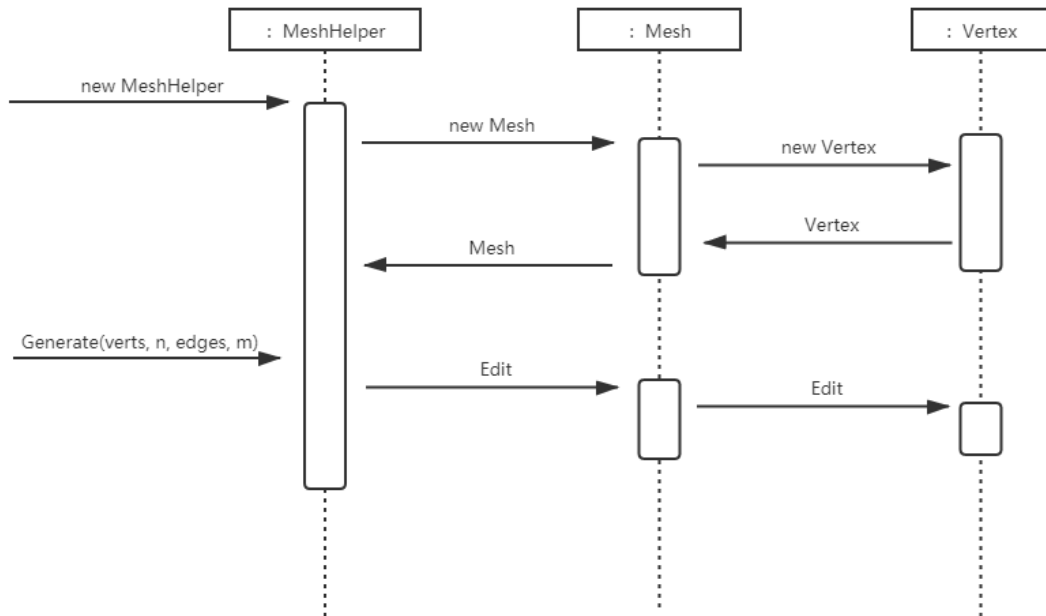 : MeshHelper
: Mesh
: Vertex
new MeshHelper
new Mesh
new Vertex
Vertex
Mesh
Generate(verts, n, edges, m)
Edit
Edit